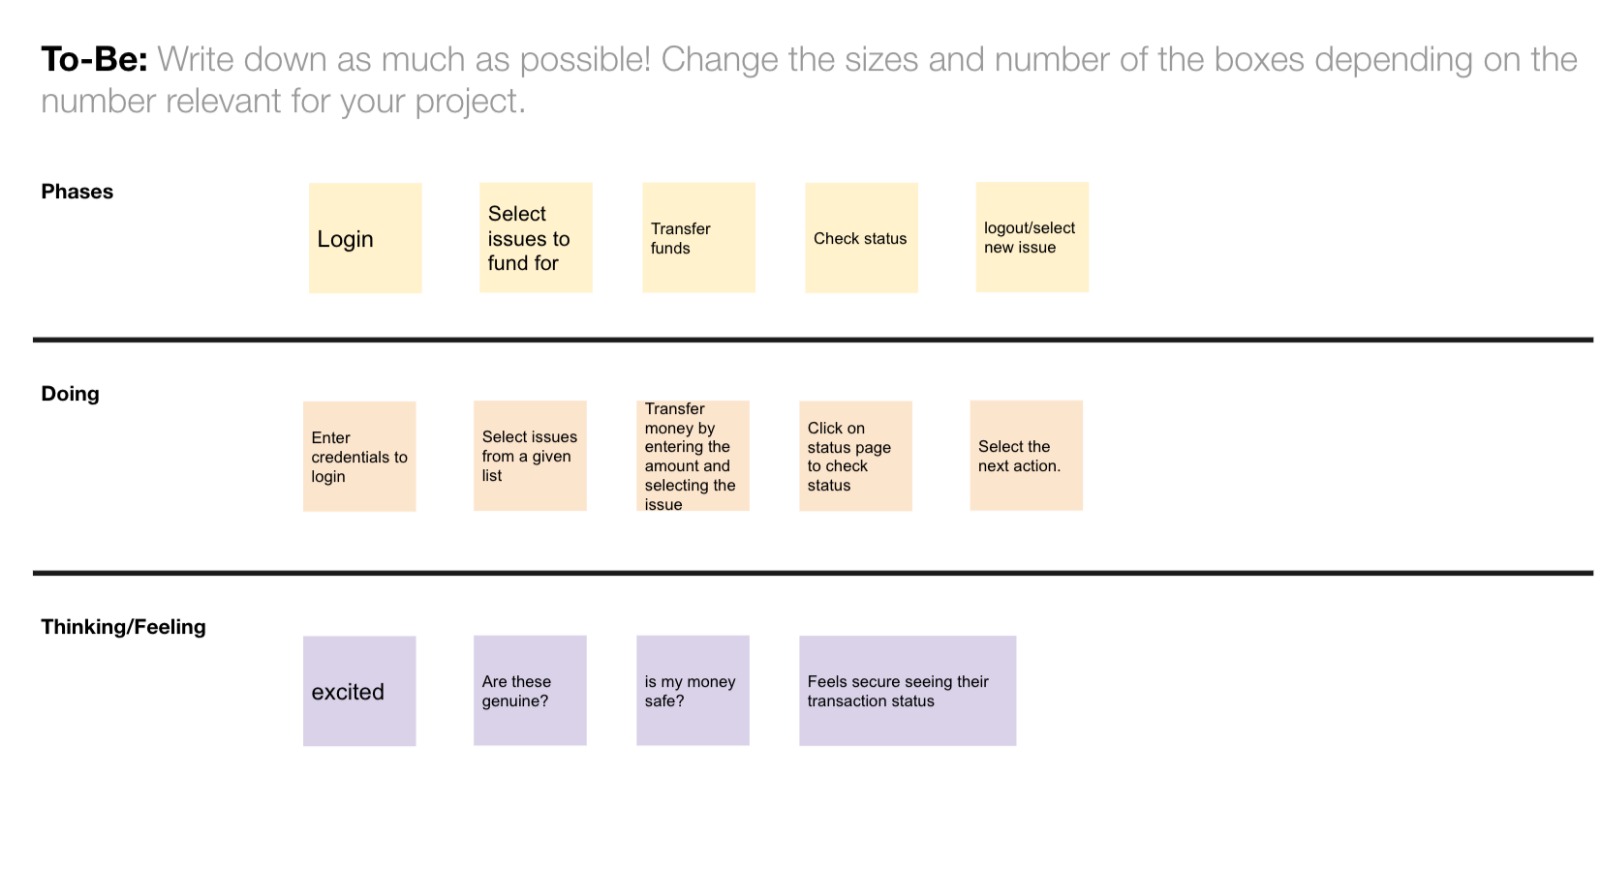 To-Be: Write down as much as possible! Change the sizes and number of the boxes depending on the
number relevant for your project.
Phases
Login
Select
issues to
fund for
Transfer
funds
Check status
logout/select
new issue
Doing
Enter
credentials to
login
Select issues
from a given
list
Transfer
money by
entering the
amount and
selecting the
issue
Click on
status page
to check
status
Select the
next action.
Thinking/Feeling
excited
Are these
genuine?
is my money
safe?
Feels secure seeing their
transaction status